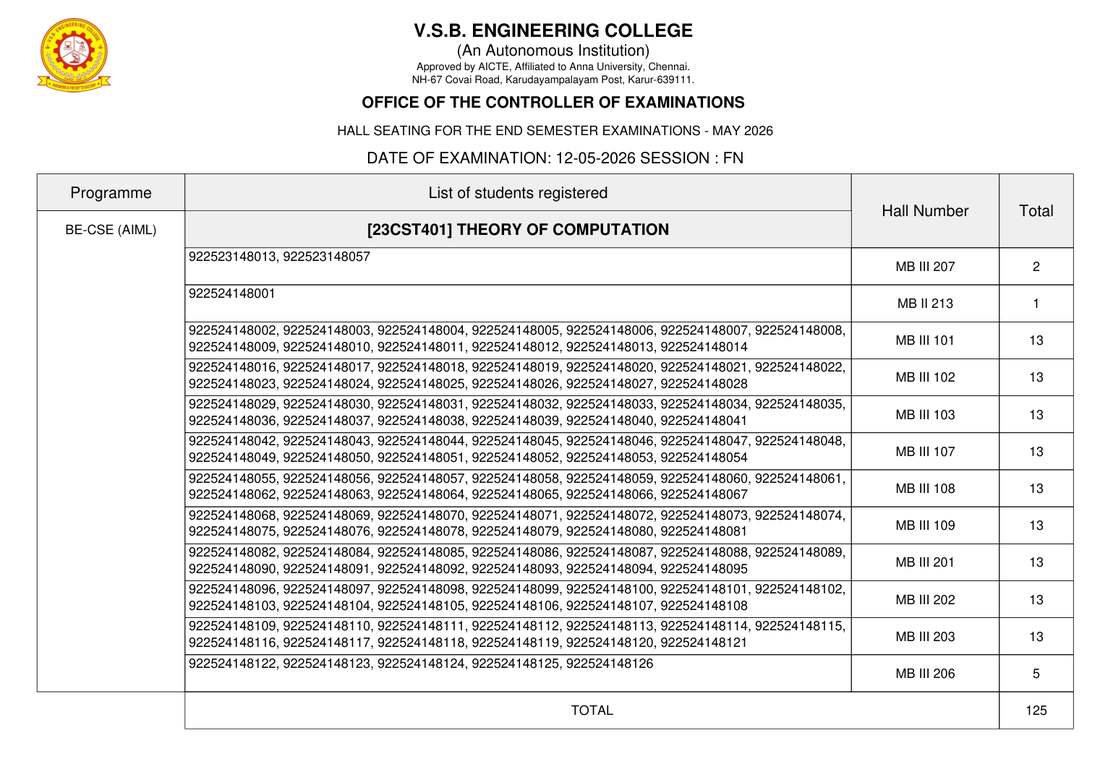 V.S.B. ENGINEERING COLLEGE
(An Autonomous Institution)
Approved by AICTE, Affiliated to Anna University, Chennai.
NH-67 Covai Road, Karudayampalayam Post, Karur-639111.
OFFICE OF THE CONTROLLER OF EXAMINATIONS
HALL SEATING FOR THE END SEMESTER EXAMINATIONS - MAY 2026
DATE OF EXAMINATION: 12-05-2026 SESSION : FN
Programme List of students registered Hall Number Total
BE-CSE (AIML) [23CST401] THEORY OF COMPUTATION
922523148013, 922523148057 MB III 207 2
922524148001 MB II 213 1
922524148002, 922524148003, 922524148004, 922524148005, 922524148006, 922524148007, 922524148008,
922524148009, 922524148010, 922524148011, 922524148012, 922524148013, 922524148014 MB III 101 13
922524148016, 922524148017, 922524148018, 922524148019, 922524148020, 922524148021, 922524148022,
922524148023, 922524148024, 922524148025, 922524148026, 922524148027, 922524148028 MB III 102 13
922524148029, 922524148030, 922524148031, 922524148032, 922524148033, 922524148034, 922524148035,
922524148036, 922524148037, 922524148038, 922524148039, 922524148040, 922524148041 MB III 103 13
922524148042, 922524148043, 922524148044, 922524148045, 922524148046, 922524148047, 922524148048,
922524148049, 922524148050, 922524148051, 922524148052, 922524148053, 922524148054 MB III 107 13
922524148055, 922524148056, 922524148057, 922524148058, 922524148059, 922524148060, 922524148061,
922524148062, 922524148063, 922524148064, 922524148065, 922524148066, 922524148067 MB III 108 13
922524148068, 922524148069, 922524148070, 922524148071, 922524148072, 922524148073, 922524148074,
922524148075, 922524148076, 922524148078, 922524148079, 922524148080, 922524148081 MB III 109 13
922524148082, 922524148084, 922524148085, 922524148086, 922524148087, 922524148088, 922524148089,
922524148090, 922524148091, 922524148092, 922524148093, 922524148094, 922524148095 MB III 201 13
922524148096, 922524148097, 922524148098, 922524148099, 922524148100, 922524148101, 922524148102,
922524148103, 922524148104, 922524148105, 922524148106, 922524148107, 922524148108 MB III 202 13
922524148109, 922524148110, 922524148111, 922524148112, 922524148113, 922524148114, 922524148115,
922524148116, 922524148117, 922524148118, 922524148119, 922524148120, 922524148121 MB III 203 13
922524148122, 922524148123, 922524148124, 922524148125, 922524148126 MB III 206 5
TOTAL 125